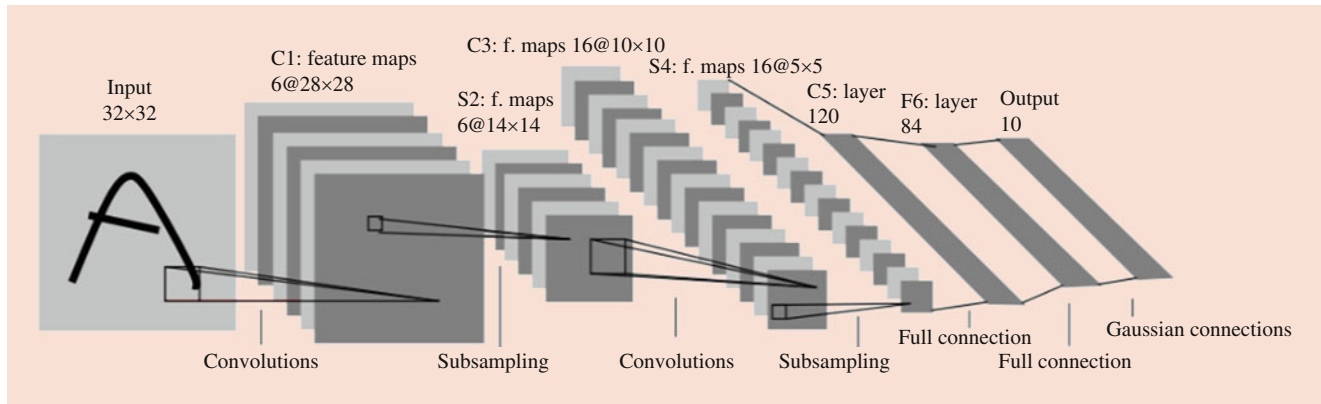 Input
32×32
C1: feature maps
6@28×28
S2: f. maps
6@14×14
C3: f. maps 16@10×10
S4: f. maps 16@5×5
C5: layer
120
F6: layer
84
Output
10
Convolutions
Subsampling
Convolutions
Subsampling
Full connection
Full connection
Gaussian connections